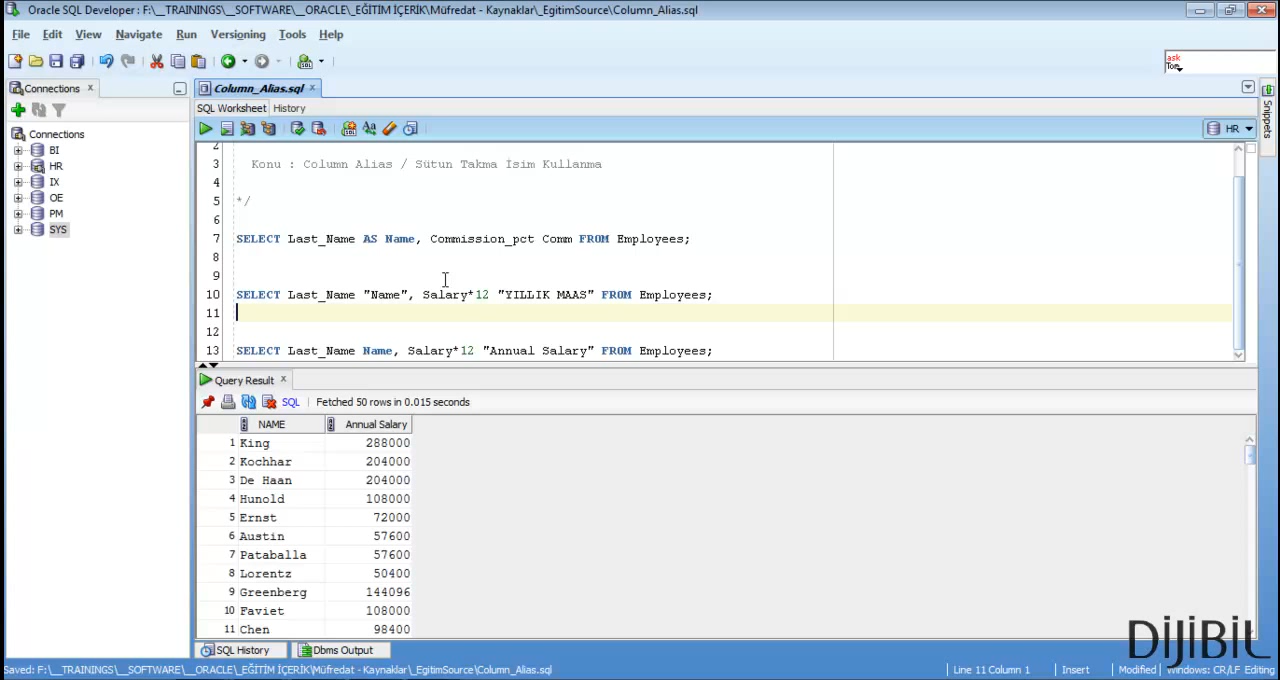 Oracle SQL Developer : F:\__TRAININGS\__SOFTWARE\__ORACLE\_EĞİTİM İÇERİK\Müfredat - Kaynaklar\_EgitimSource\Column_Alias.sql
File Edit View Navigate Run Versioning Tools Help
ask
Tom
Connections
Column_Alias.sql
SQL Worksheet History
HR
Snippets
Connections
BI
HR
IX
OE
PM
SYS
2
3 Konu : Column Alias / Sütun Takma İsim Kullanma
4
5 */
6
7 SELECT Last_Name AS Name, Commission_pct Comm FROM Employees;
8
9
10 SELECT Last_Name "Name", Salary*12 "YILLIK MAAS" FROM Employees;
11
12
13 SELECT Last_Name Name, Salary*12 "Annual Salary" FROM Employees;
Query Result
SQL | Fetched 50 rows in 0.015 seconds
NAME Annual Salary
1 King 288000
2 Kochhar 204000
3 De Haan 204000
4 Hunold 108000
5 Ernst 72000
6 Austin 57600
7 Pataballa 57600
8 Lorentz 50400
9 Greenberg 144096
10 Faviet 108000
11 Chen 98400
SQL History Dbms Output
DİJİBİL
Saved: F:\__TRAININGS\__SOFTWARE\__ORACLE\_EĞİTİM İÇERİK\Müfredat - Kaynaklar\_EgitimSource\Column_Alias.sql
Line 11 Column 1 Insert Modified Windows: CR/LF Editing